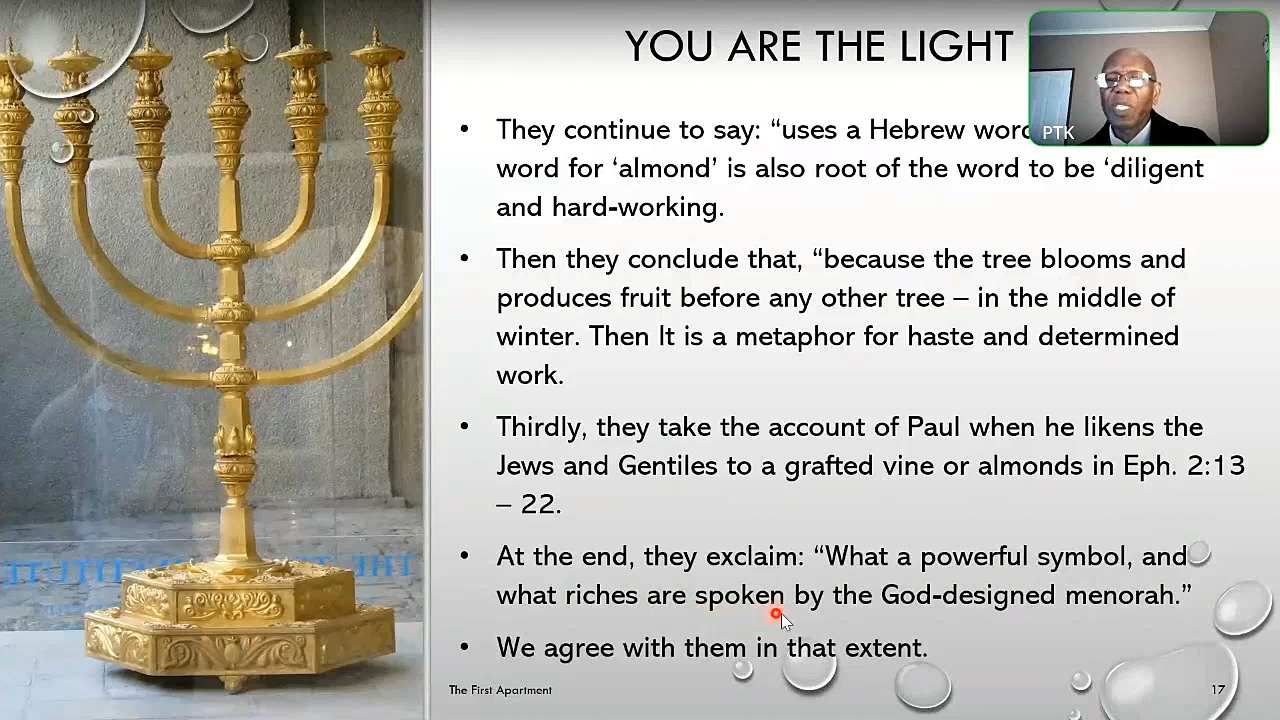 YOU ARE THE LIGHT
PTK
• They continue to say: “uses a Hebrew word
word for ‘almond’ is also root of the word to be ‘diligent
and hard-working.
• Then they conclude that, “because the tree blooms and
produces fruit before any other tree – in the middle of
winter. Then It is a metaphor for haste and determined
work.
• Thirdly, they take the account of Paul when he likens the
Jews and Gentiles to a grafted vine or almonds in Eph. 2:13
– 22.
• At the end, they exclaim: “What a powerful symbol, and
what riches are spoken by the God-designed menorah.”
• We agree with them in that extent.
The First Apartment
17